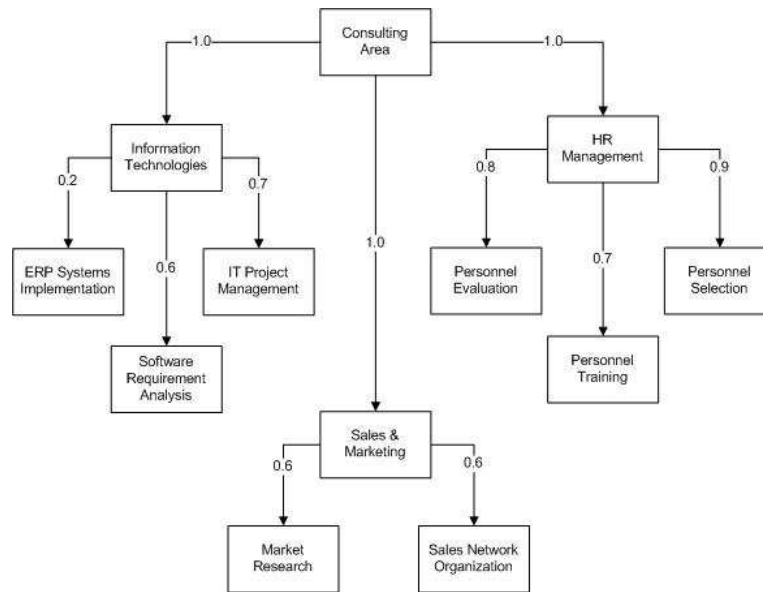 Consulting
Area
1.0
1.0
Information
Technologies
HR
Management
0.2
0.7
0.8
0.9
1.0
0.6
0.7
ERP Systems
Implementation
IT Project
Management
Personnel
Evaluation
Personnel
Selection
Software
Requirement
Analysis
Personnel
Training
Sales &
Marketing
0.6
0.6
Market
Research
Sales Network
Organization